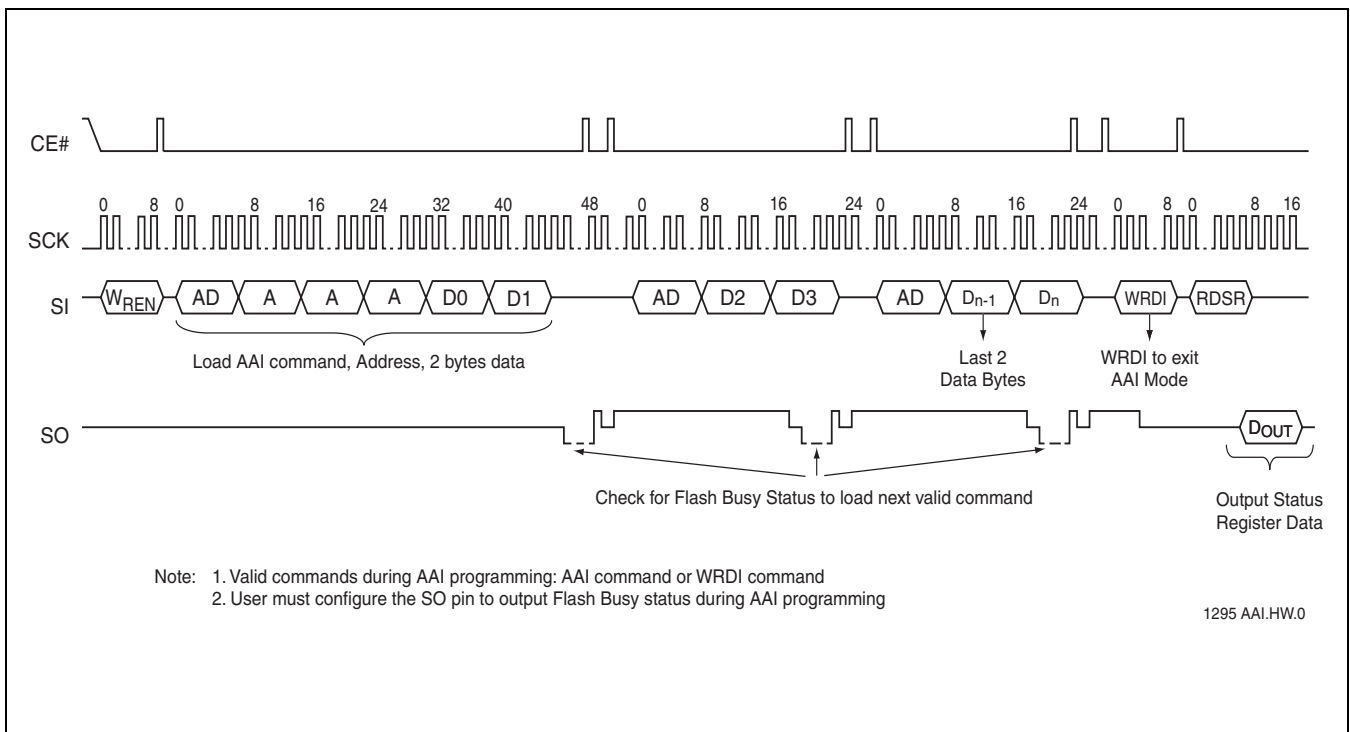 CE#
0 8 0 8 16 24 32 40 48 0 8 16 24 0 8 16 24 0 8 0 8 16
SCK
SI WREN AD A A A D0 D1 AD D2 D3 AD Dn-1 Dn WRDI RDSR
Load AAI command, Address, 2 bytes data
Last 2
Data Bytes
WRDI to exit
AAI Mode
SO DOUT
Check for Flash Busy Status to load next valid command
Output Status
Register Data
Note: 1. Valid commands during AAI programming: AAI command or WRDI command
2. User must configure the SO pin to output Flash Busy status during AAI programming
1295 AAI.HW.0